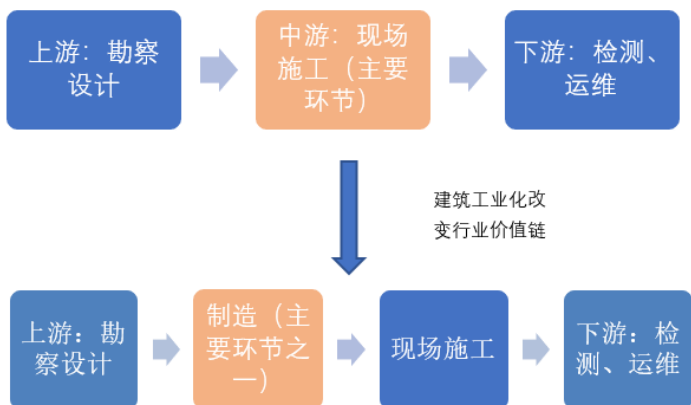 上游：勘察
设计
中游：现场
施工（主要
环节）
下游：检测、
运维
建筑工业化改
变行业价值链
上游：勘
察设计
制造（主
要环节之
一）
现场施工
下游：检
测、运维